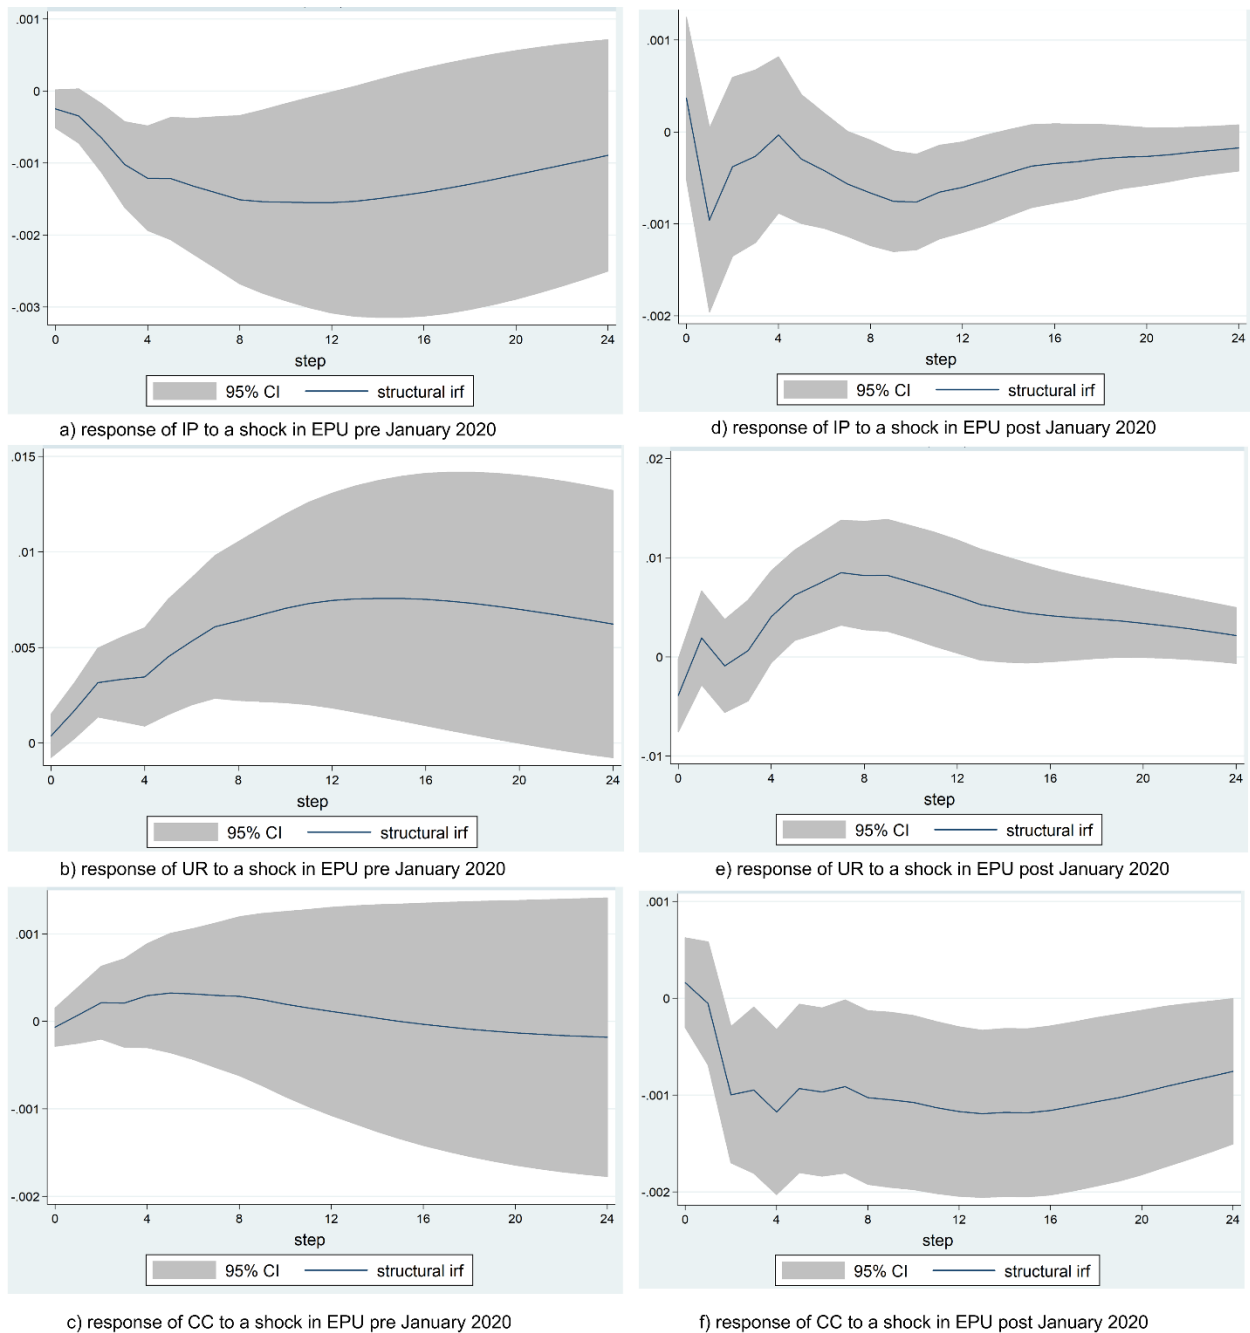 .001
0
-.001
-.002
-.003
0 4 8 12 16 20 24
step
95% CI structural irf
a) response of IP to a shock in EPU pre January 2020
.001
0
-.001
-.002
0 4 8 12 16 20 24
step
95% CI structural irf
d) response of IP to a shock in EPU post January 2020
.015
.01
.005
0
0 4 8 12 16 20 24
step
95% CI structural irf
b) response of UR to a shock in EPU pre January 2020
.02
.01
0
-.01
0 4 8 12 16 20 24
step
95% CI structural irf
e) response of UR to a shock in EPU post January 2020
.001
0
-.001
-.002
0 4 8 12 16 20 24
step
95% CI structural irf
c) response of CC to a shock in EPU pre January 2020
.001
0
-.001
-.002
0 4 8 12 16 20 24
step
95% CI structural irf
f) response of CC to a shock in EPU post January 2020